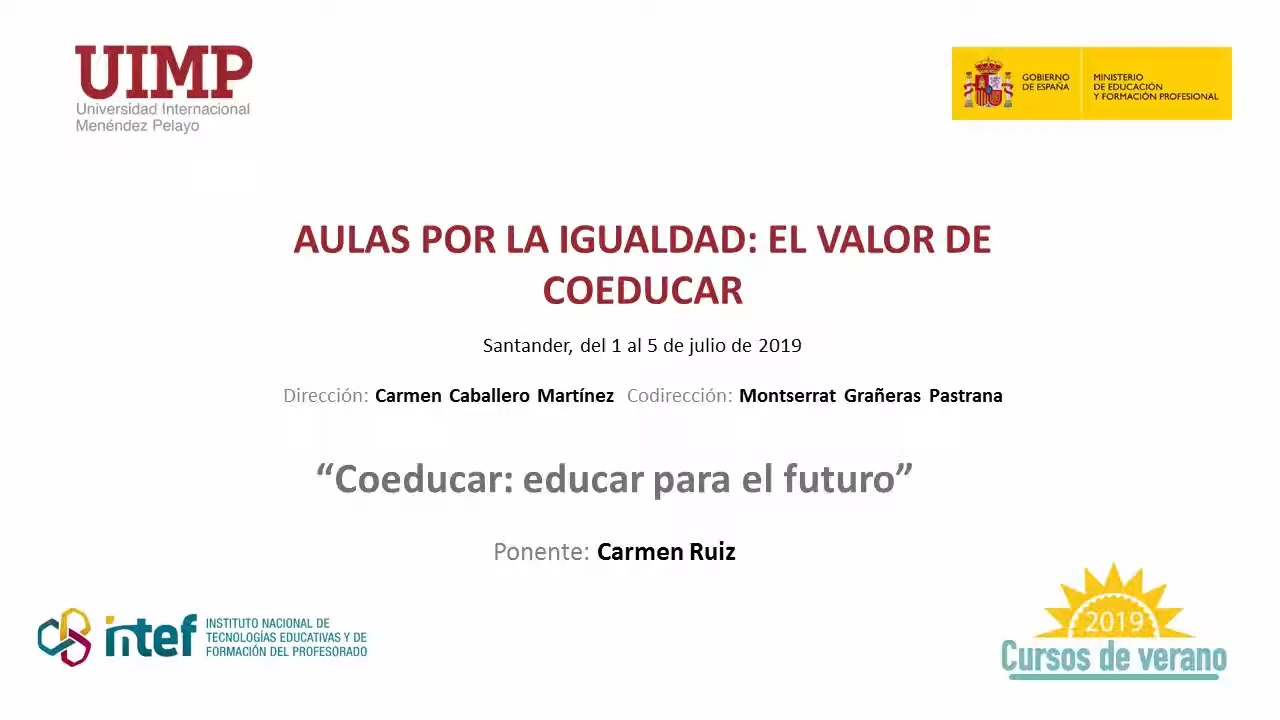 UIMP
Universidad Internacional
Menéndez Pelayo
GOBIERNO
DE ESPAÑA
MINISTERIO
DE EDUCACIÓN
Y FORMACIÓN PROFESIONAL
AULAS POR LA IGUALDAD: EL VALOR DE
COEDUCAR
Santander, del 1 al 5 de julio de 2019
Dirección: Carmen Caballero Martínez Codirección: Montserrat Grañeras Pastrana
“Coeducar: educar para el futuro”
Ponente: Carmen Ruiz
intef
INSTITUTO NACIONAL DE
TECNOLOGÍAS EDUCATIVAS Y DE
FORMACIÓN DEL PROFESORADO
2019
Cursos de verano